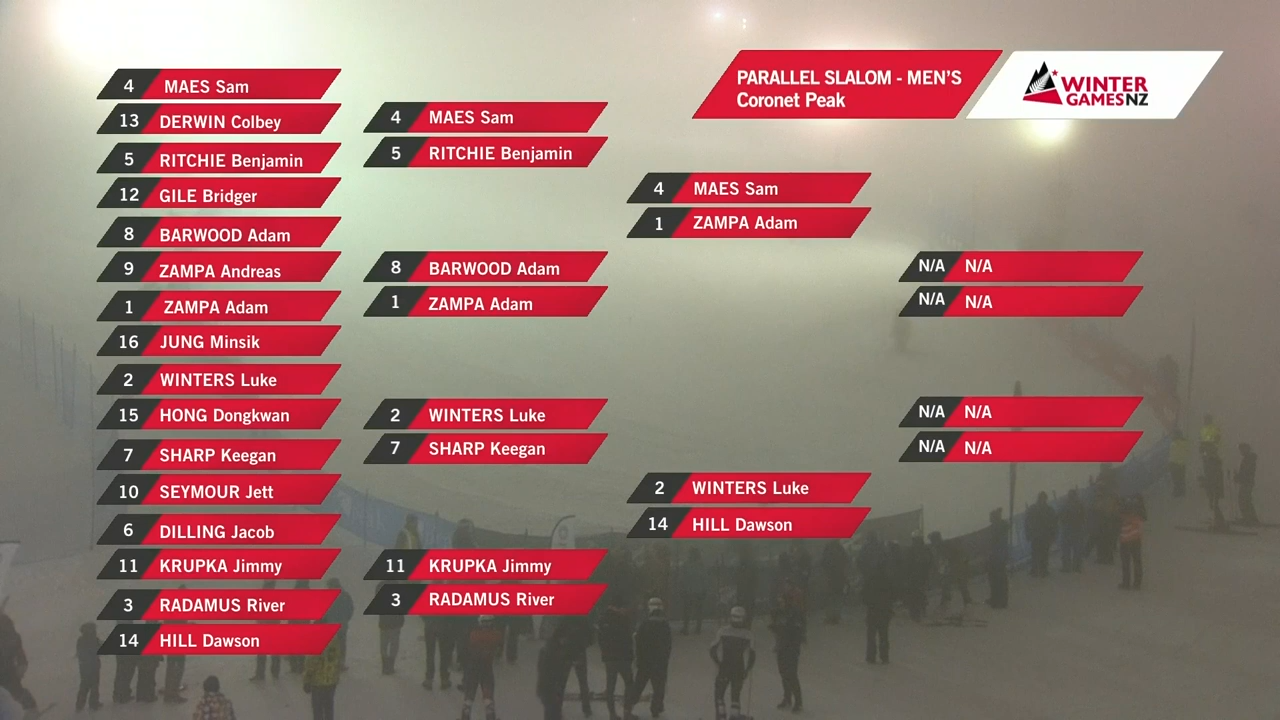 PARALLEL SLALOM - MEN'S
Coronet Peak
WINTER
GAMESNZ
4 MAES Sam
13 DERWIN Colbey
5 RITCHIE Benjamin
12 GILE Bridger
8 BARWOOD Adam
9 ZAMPA Andreas
1 ZAMPA Adam
16 JUNG Minsik
2 WINTERS Luke
15 HONG Dongkwan
7 SHARP Keegan
10 SEYMOUR Jett
6 DILLING Jacob
11 KRUPKA Jimmy
3 RADAMUS River
14 HILL Dawson
4 MAES Sam
5 RITCHIE Benjamin
8 BARWOOD Adam
1 ZAMPA Adam
2 WINTERS Luke
7 SHARP Keegan
11 KRUPKA Jimmy
3 RADAMUS River
4 MAES Sam
1 ZAMPA Adam
2 WINTERS Luke
14 HILL Dawson
N/A N/A
N/A N/A
N/A N/A
N/A N/A